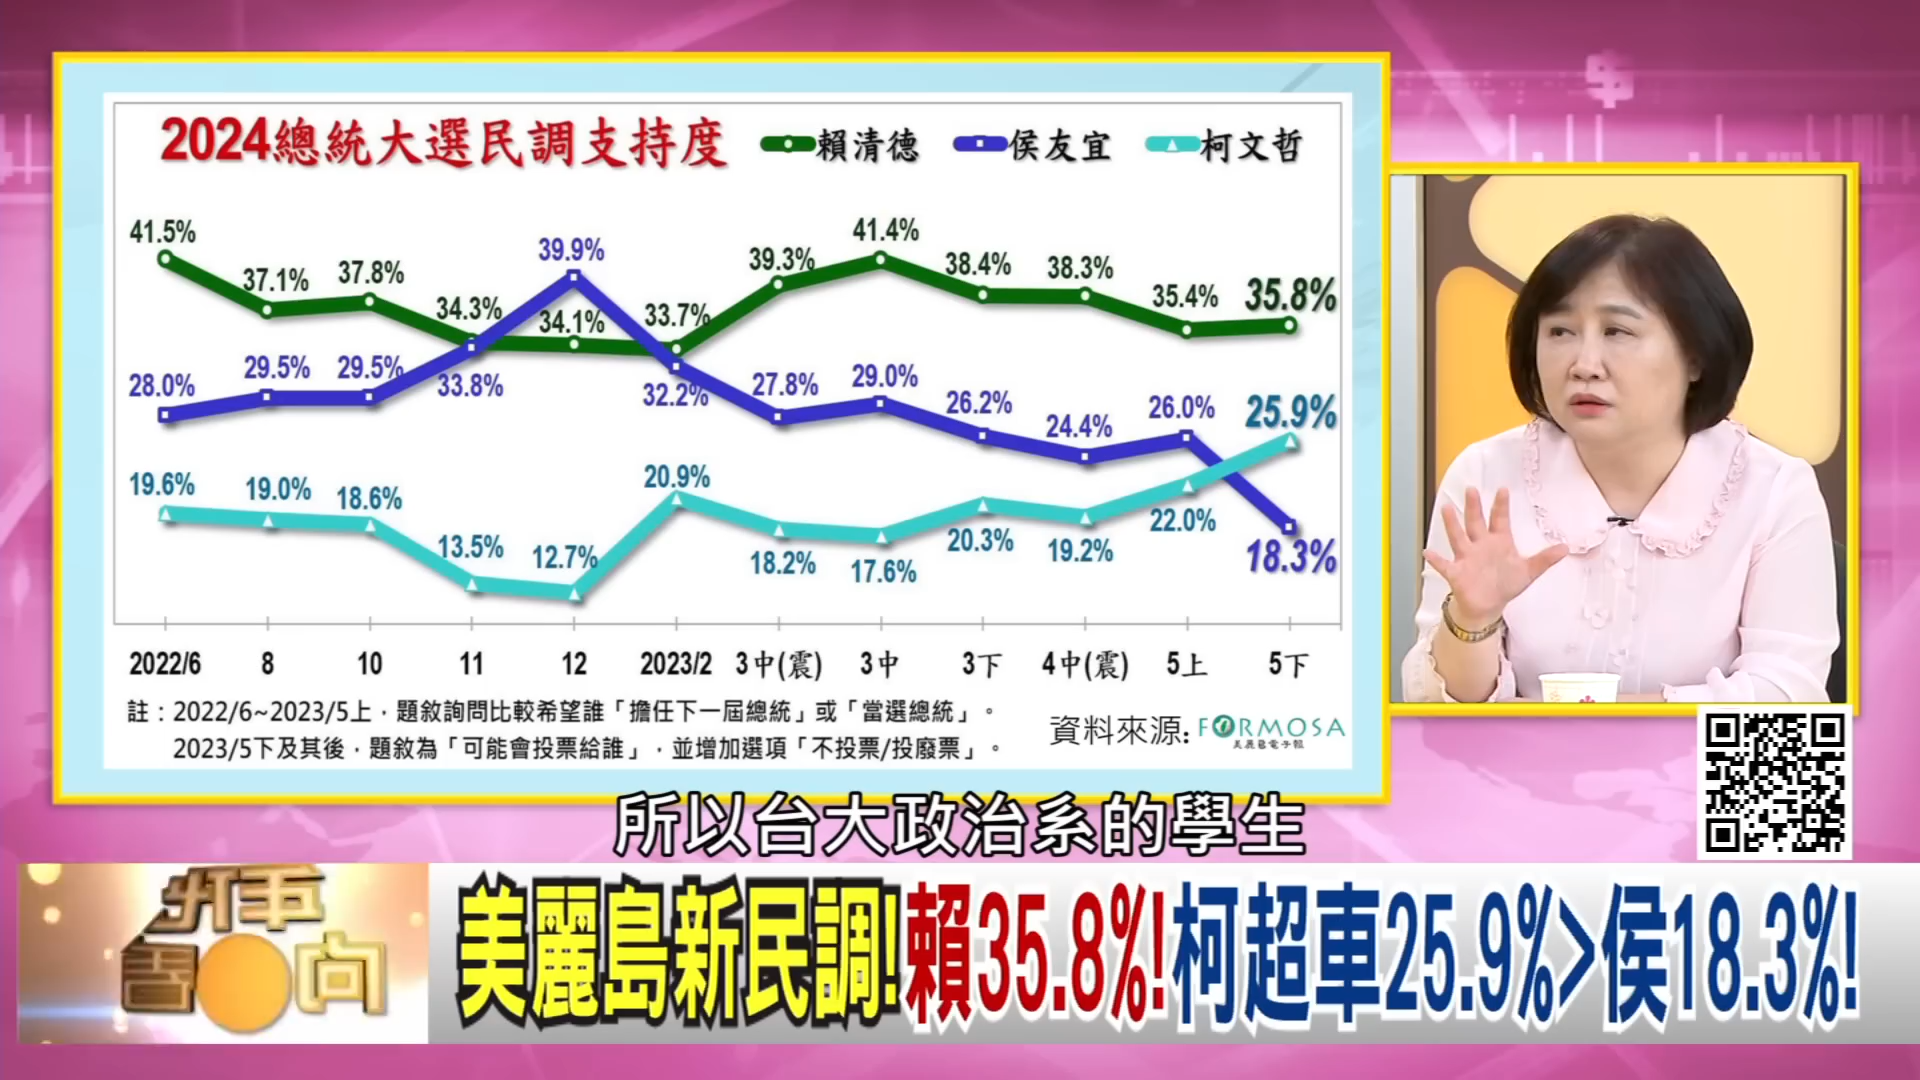 2024總統大選民調支持度
賴清德 侯友宜 柯文哲
41.5% 37.1% 37.8% 34.3% 34.1% 33.7% 39.3% 41.4% 38.4% 38.3% 35.4% 35.8%
28.0% 29.5% 29.5% 33.8% 39.9% 32.2% 27.8% 29.0% 26.2% 24.4% 26.0% 18.3%
19.6% 19.0% 18.6% 13.5% 12.7% 20.9% 18.2% 17.6% 20.3% 19.2% 22.0% 25.9%
2022/6 8 10 11 12 2023/2 3中(震) 3中 3下 4中(震) 5上 5下
註：2022/6~2023/5上，題敘詢問比較希望誰「擔任下一屆總統」或「當選總統」。
2023/5下及其後，題敘為「可能會投票給誰」，並增加選項「不投票/投廢票」。
資料來源: FORMOSA
美麗島電子報
所以台大政治系的學生
美麗島新民調!賴35.8%!柯超車25.9%>侯18.3%!